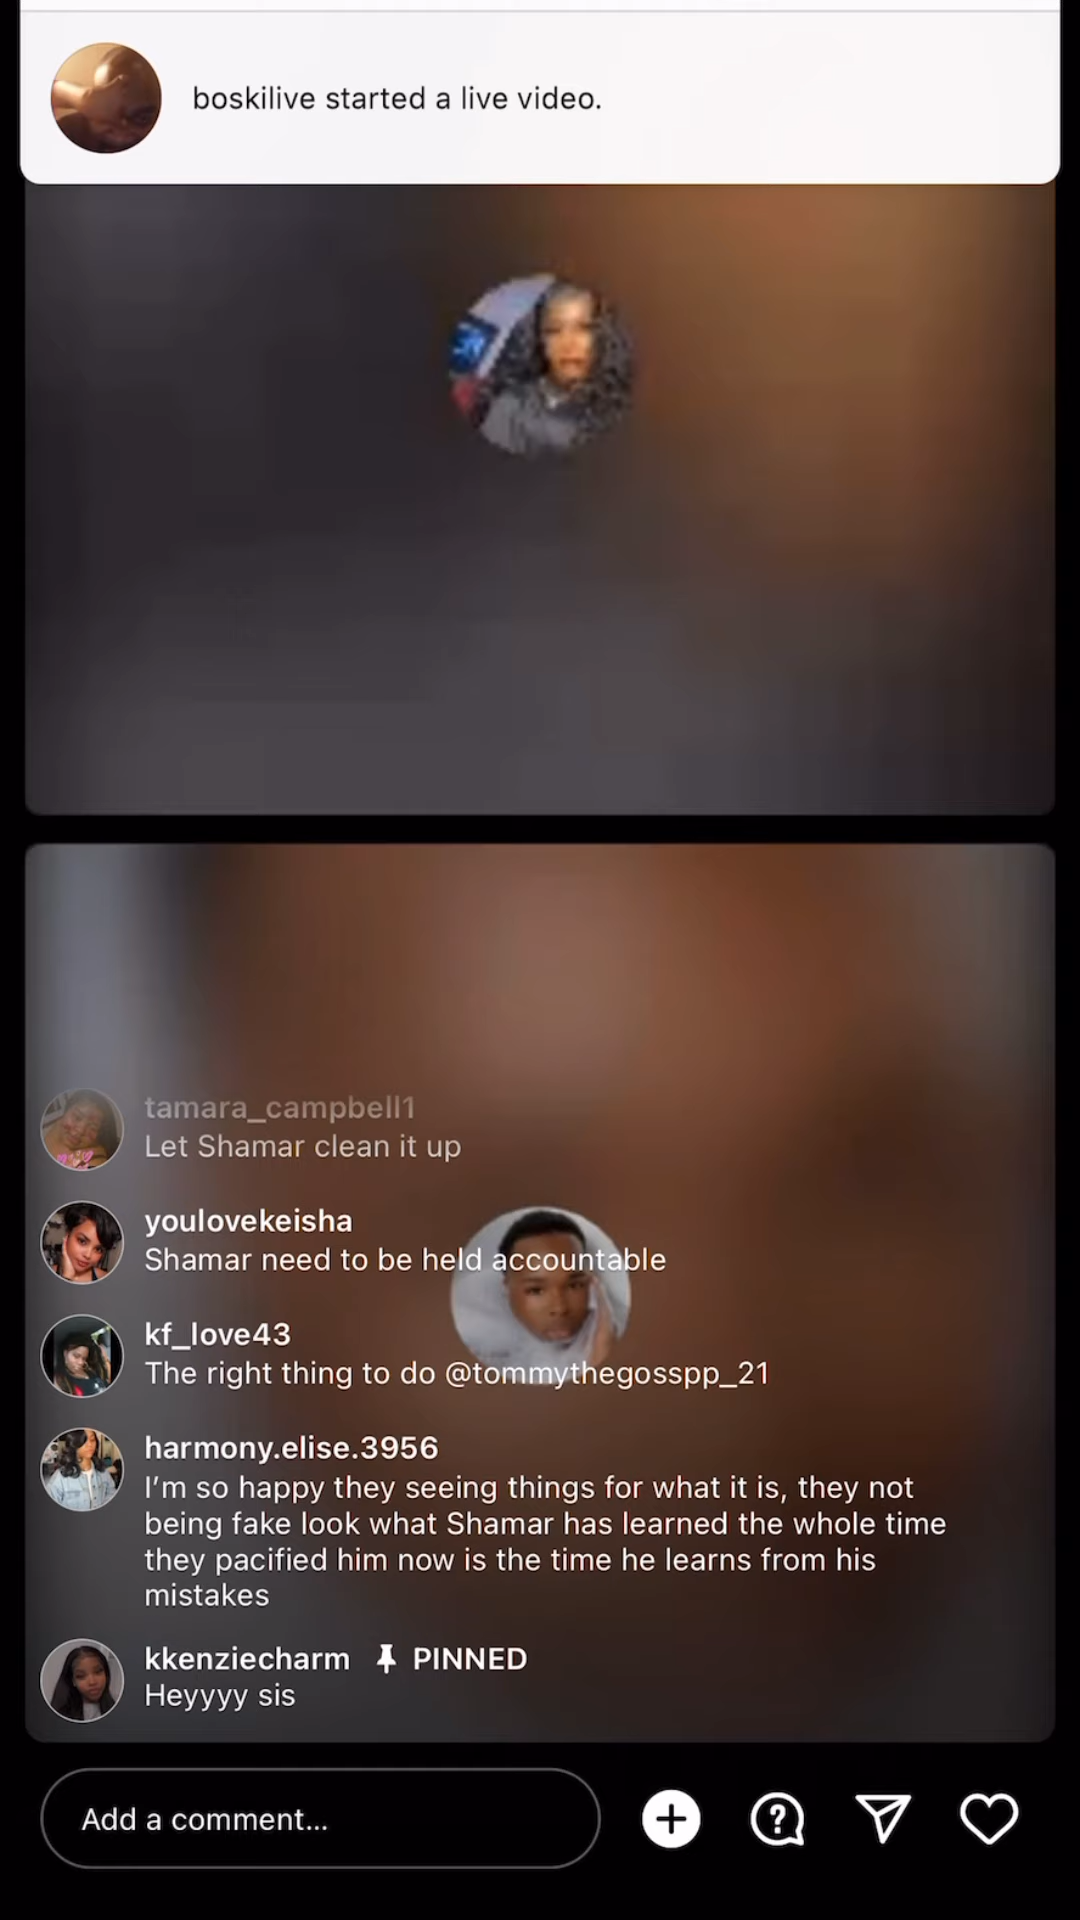 boskilive started a live video.
tamara_campbell1
Let Shamar clean it up
youlovekeisha
Shamar need to be held accountable
kf_love43
The right thing to do @tommythegosspp_21
harmony.elise.3956
I’m so happy they seeing things for what it is, they not
being fake look what Shamar has learned the whole time
they pacified him now is the time he learns from his
mistakes
kkenziecharm PINNED
Heyyyy sis
Add a comment...